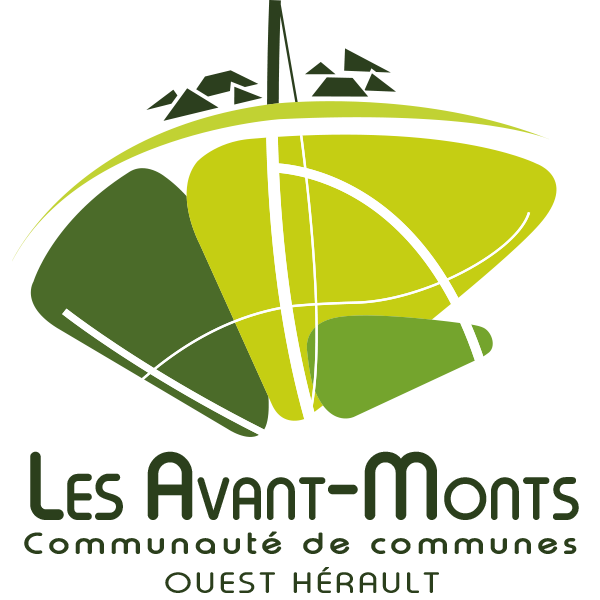 LES AVANT-MONTS
Communauté de communes
OUEST HÉRAULT